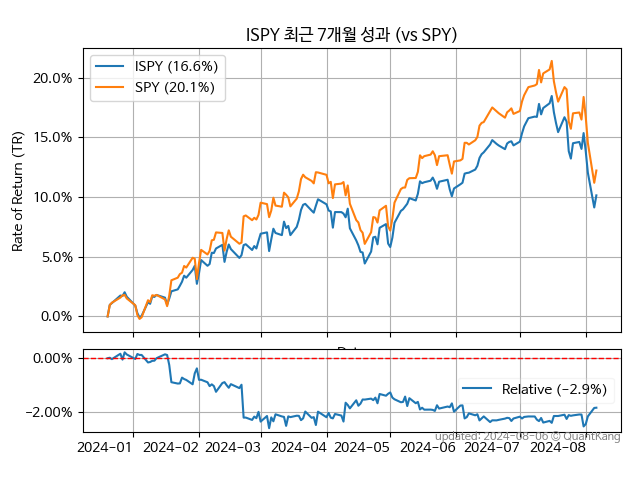 ISPY 최근 7개월 성과 (vs SPY)
ISPY (16.6%)
SPY (20.1%)
Rate of Return (TR)
20.0%
15.0%
10.0%
5.0%
0.0%
0.00%
−2.00%
Relative (−2.9%)
updated: 2024-08-06 © QuantKang
2024-01 2024-02 2024-03 2024-04 2024-05 2024-06 2024-07 2024-08